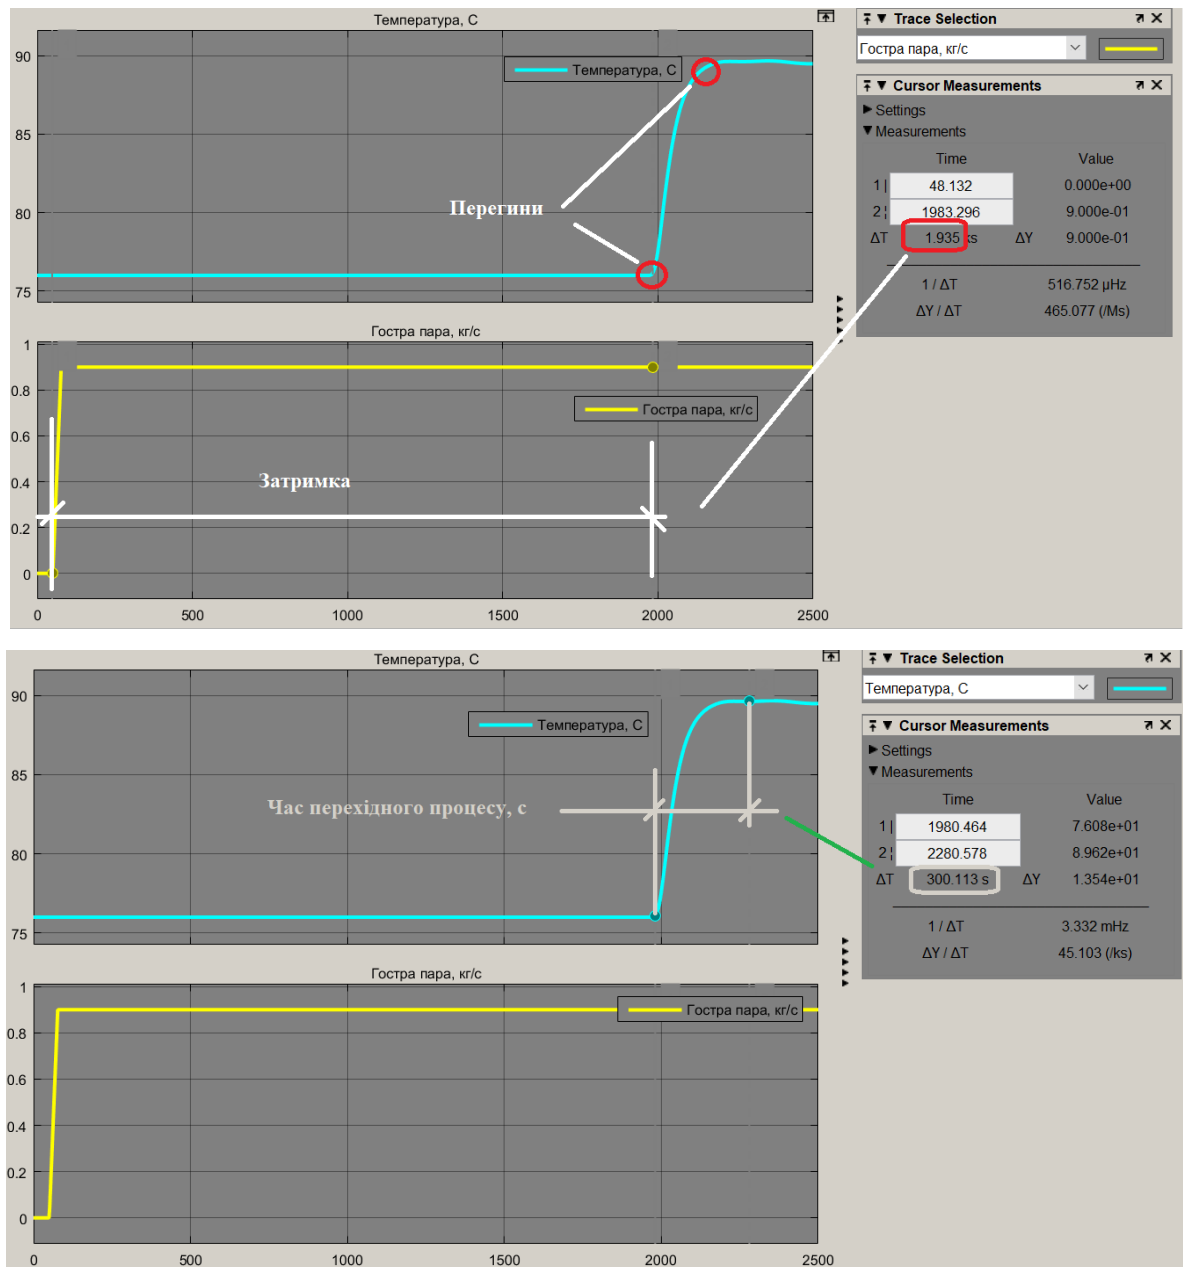 Температура, С
Trace Selection
Гостра пара, кг/с
90
Температура, С
Cursor Measurements
Settings
85
Measurements
Time Value
1 48.132 0.000e+00
Перегини
80
2 1983.296 9.000e-01
ΔT 1.935 ks ΔY 9.000e-01
1 / ΔT 516.752 µHz
75
ΔY / ΔT 465.077 (/Ms)
Гостра пара, кг/с
1
0.8
Гостра пара, кг/с
0.6
Затримка
0.4
0.2
0
0 500 1000 1500 2000 2500
Температура, С
Trace Selection
Температура, С
90
Температура, С
Cursor Measurements
Settings
85
Measurements
Час перехідного процесу, с
Time Value
1 1980.464 7.608e+01
80
2 2280.578 8.962e+01
ΔT 300.113 s ΔY 1.354e+01
1 / ΔT 3.332 mHz
75
ΔY / ΔT 45.103 (/ks)
Гостра пара, кг/с
1
Гостра пара, кг/с
0.8
0.6
0.4
0.2
0
0 500 1000 1500 2000 2500